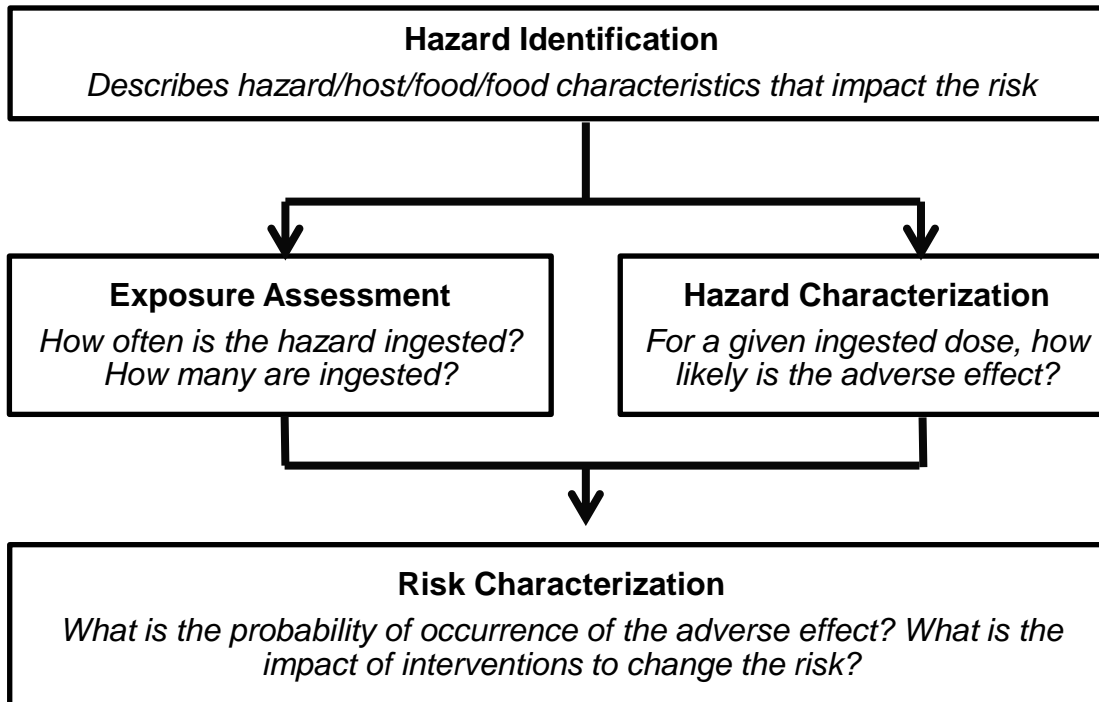 Hazard Identification
Describes hazard/host/food/food characteristics that impact the risk
Exposure Assessment
How often is the hazard ingested?
How many are ingested?
Hazard Characterization
For a given ingested dose, how
likely is the adverse effect?
Risk Characterization
What is the probability of occurrence of the adverse effect? What is the
impact of interventions to change the risk?